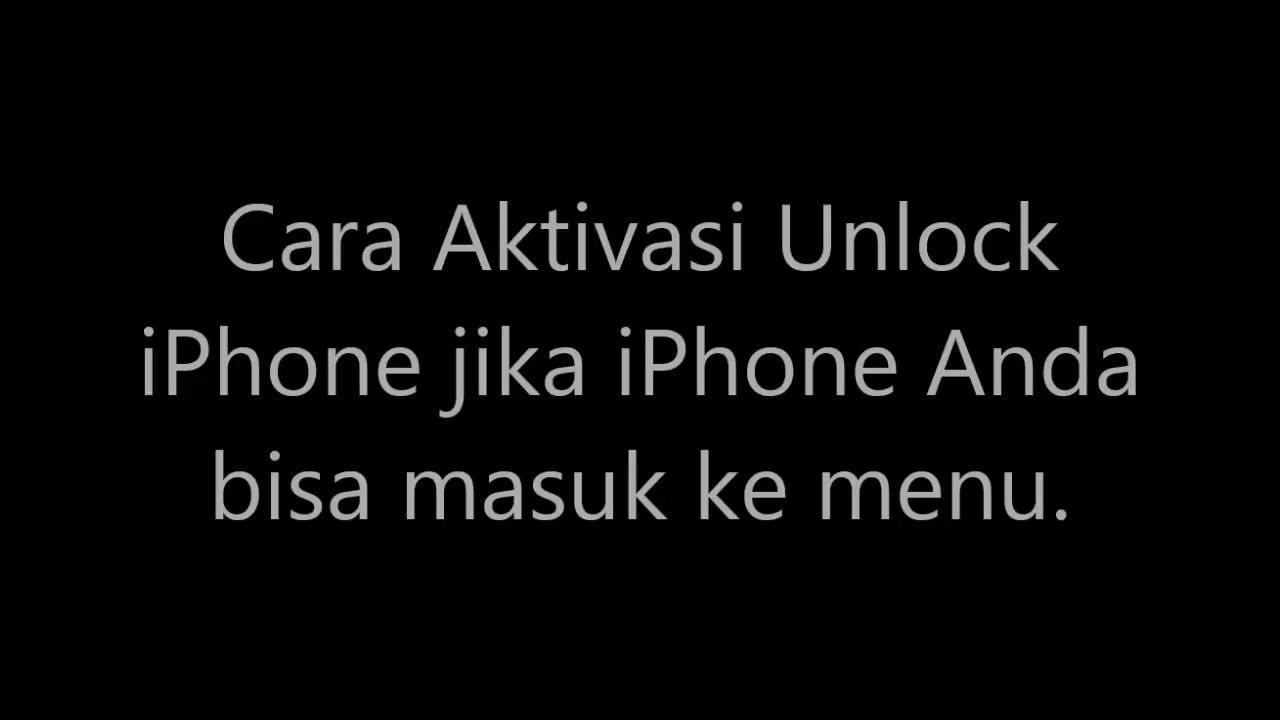 Cara Aktivasi Unlock
iPhone jika iPhone Anda
bisa masuk ke menu.